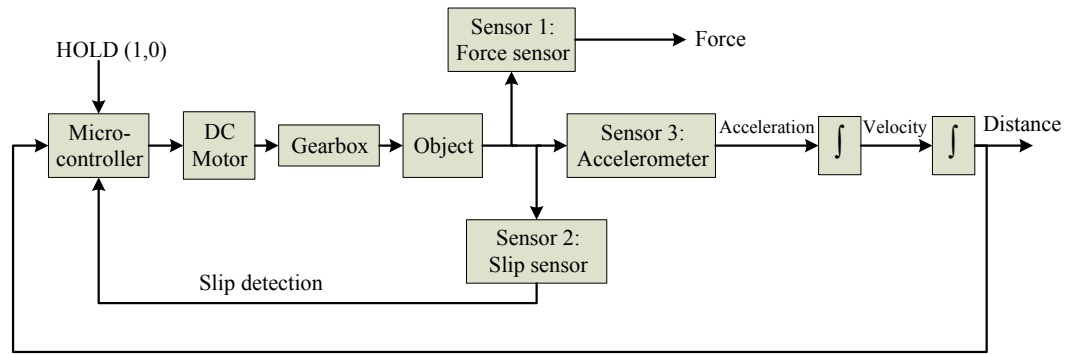 Sensor 1:
Force sensor
Force
HOLD (1,0)
Micro-
controller
DC
Motor
Gearbox
Object
Sensor 3:
Accelerometer
Acceleration
∫
Velocity
∫
Distance
Sensor 2:
Slip sensor
Slip detection